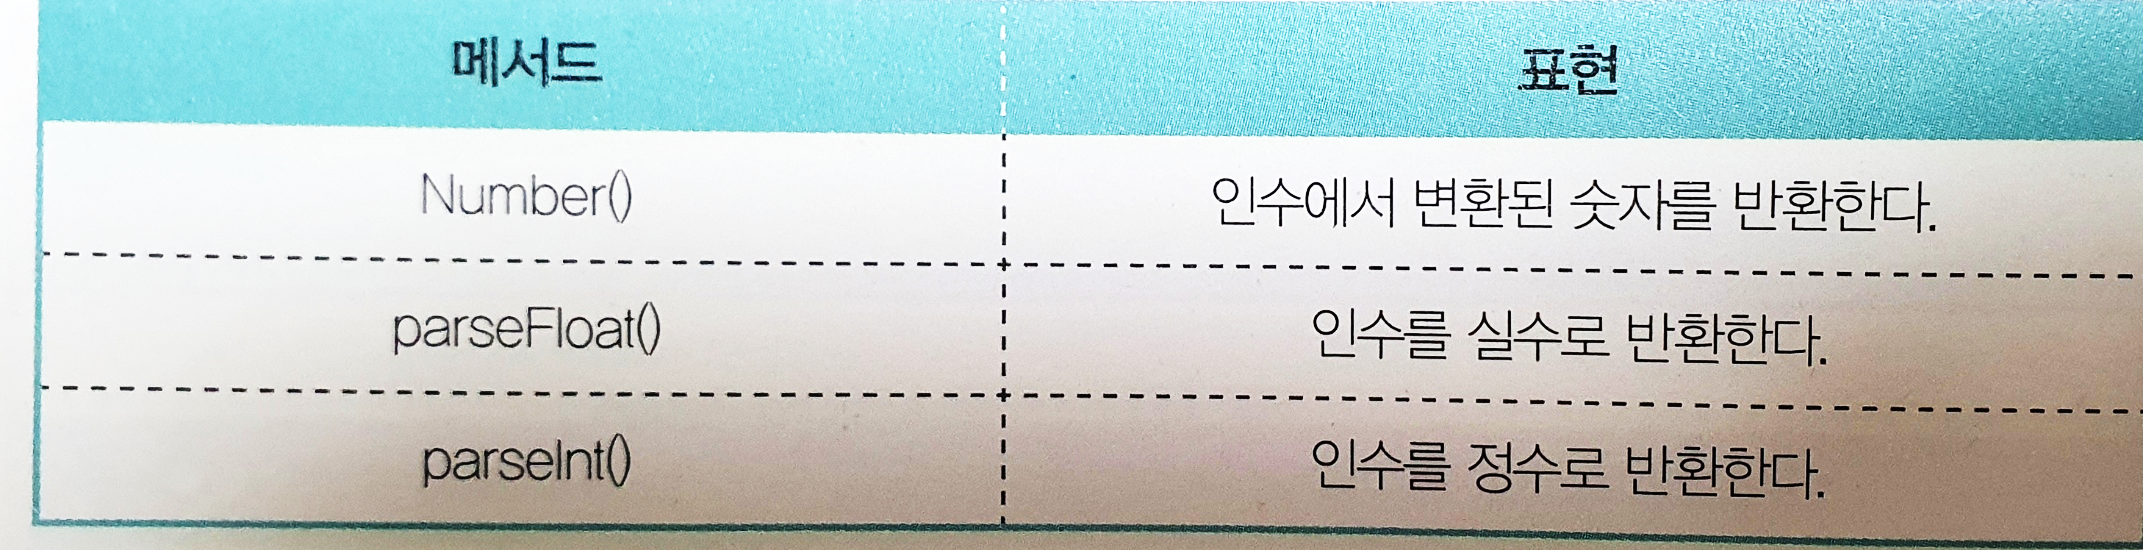 메서드 표현
Number() 인수에서 변환된 숫자를 반환한다.
parseFloat() 인수를 실수로 반환한다.
parseInt() 인수를 정수로 반환한다.